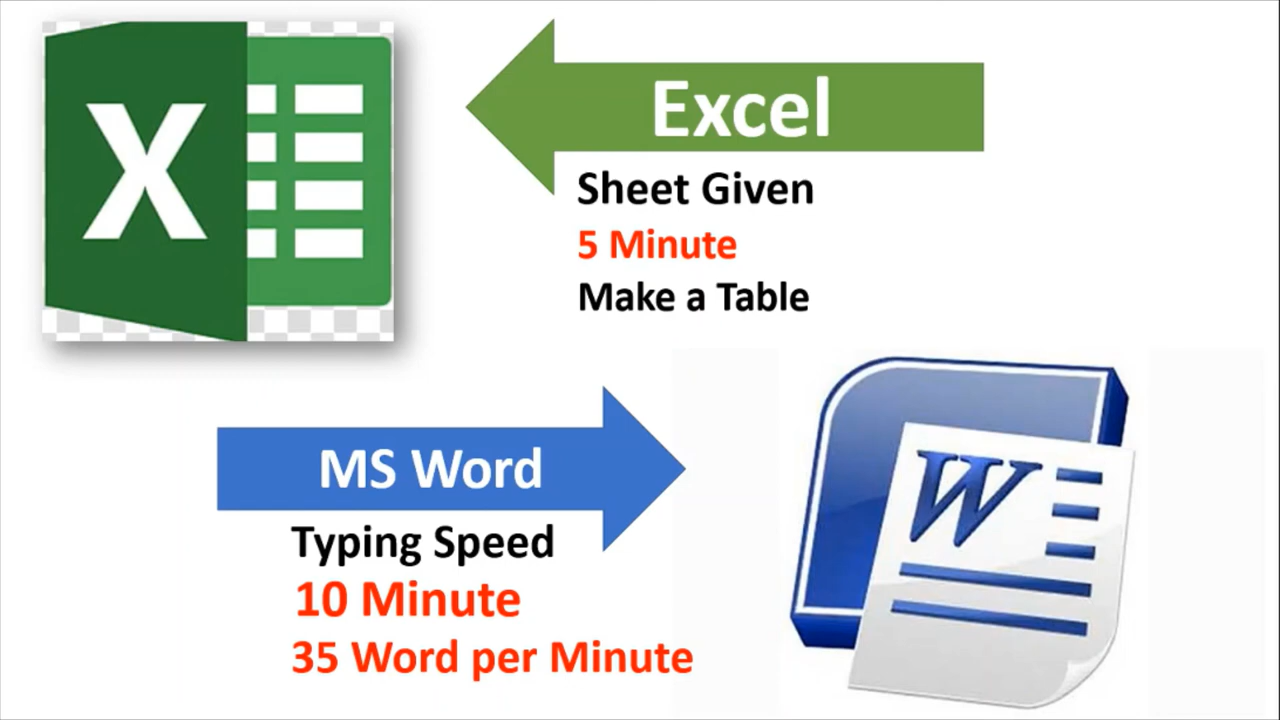 X
Excel
Sheet Given
5 Minute
Make a Table
MS Word
Typing Speed
10 Minute
35 Word per Minute
W